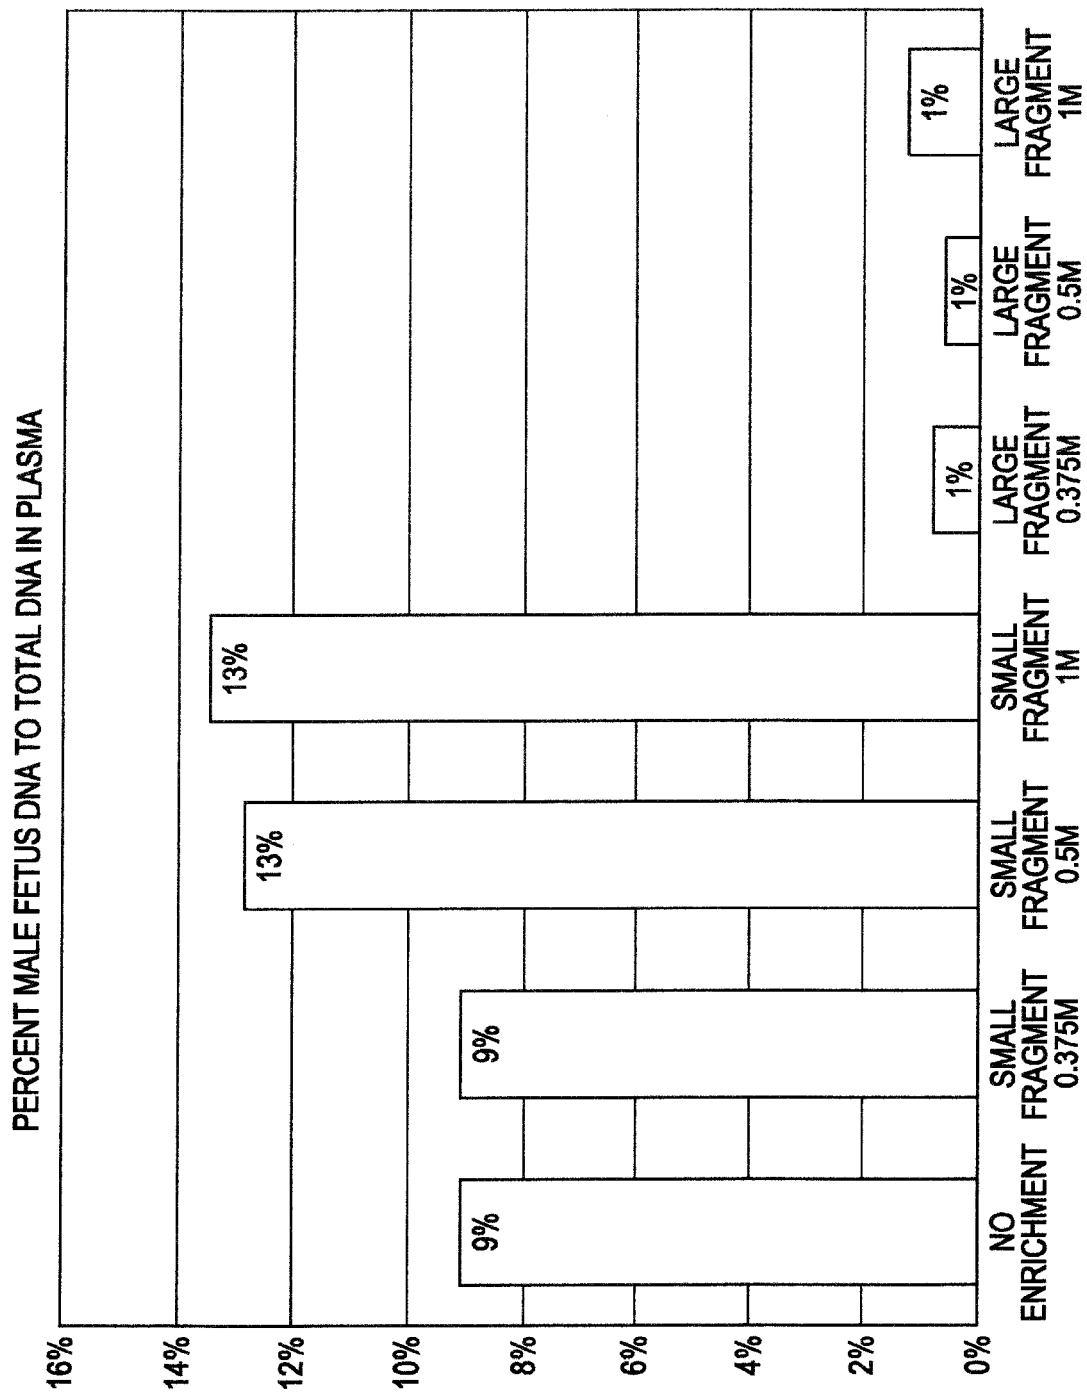 PERCENT MALE FETUS DNA TO TOTAL DNA IN PLASMA
16%
14%
12%
10%
8%
6%
4%
2%
0%
9%
9%
13%
13%
1%
1%
1%
NO
ENRICHMENT
SMALL
FRAGMENT
0.375M
SMALL
FRAGMENT
0.5M
SMALL
FRAGMENT
1M
LARGE
FRAGMENT
0.375M
LARGE
FRAGMENT
0.5M
LARGE
FRAGMENT
1M